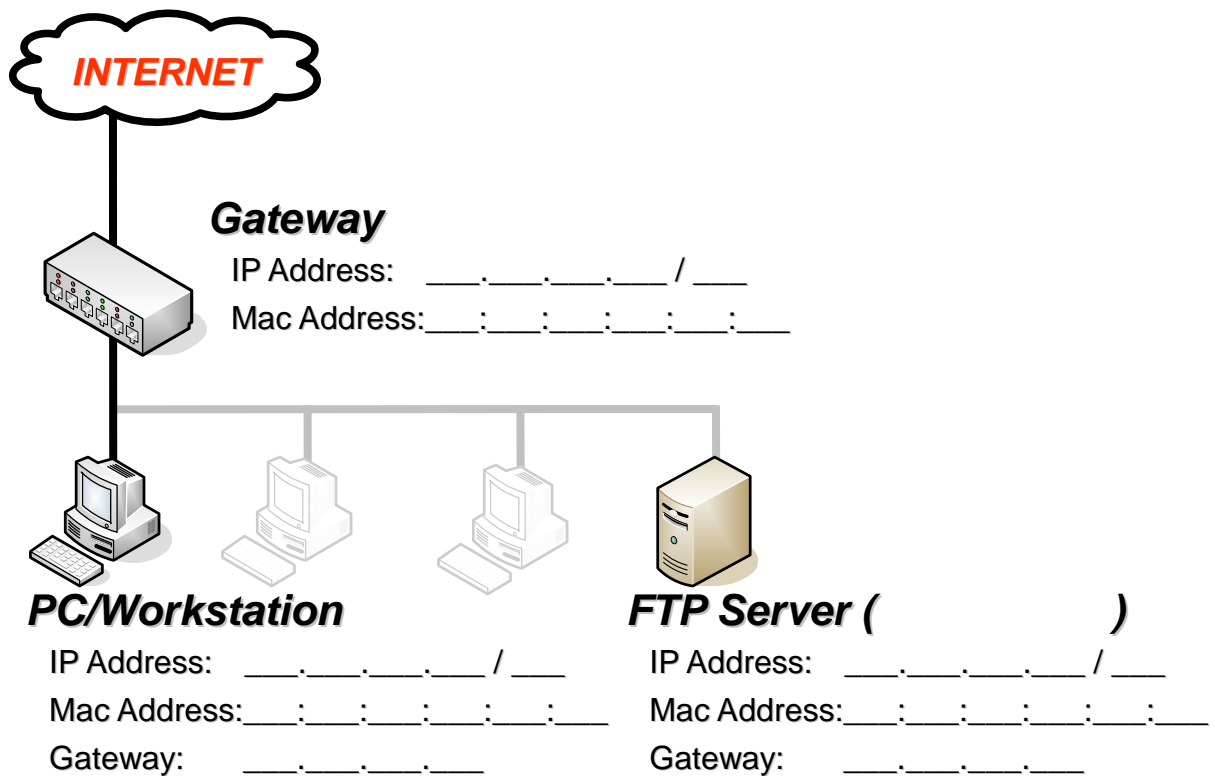 INTERNET
Gateway
IP Address: ___.___.___.___ / ___
Mac Address:___:___:___:___:___:___
PC/Workstation
IP Address: ___.___.___.___ / ___
Mac Address:___:___:___:___:___:___
Gateway: ___.___.___.___
FTP Server ( )
IP Address: ___.___.___.___ / ___
Mac Address:___:___:___:___:___:___
Gateway: ___.___.___.___